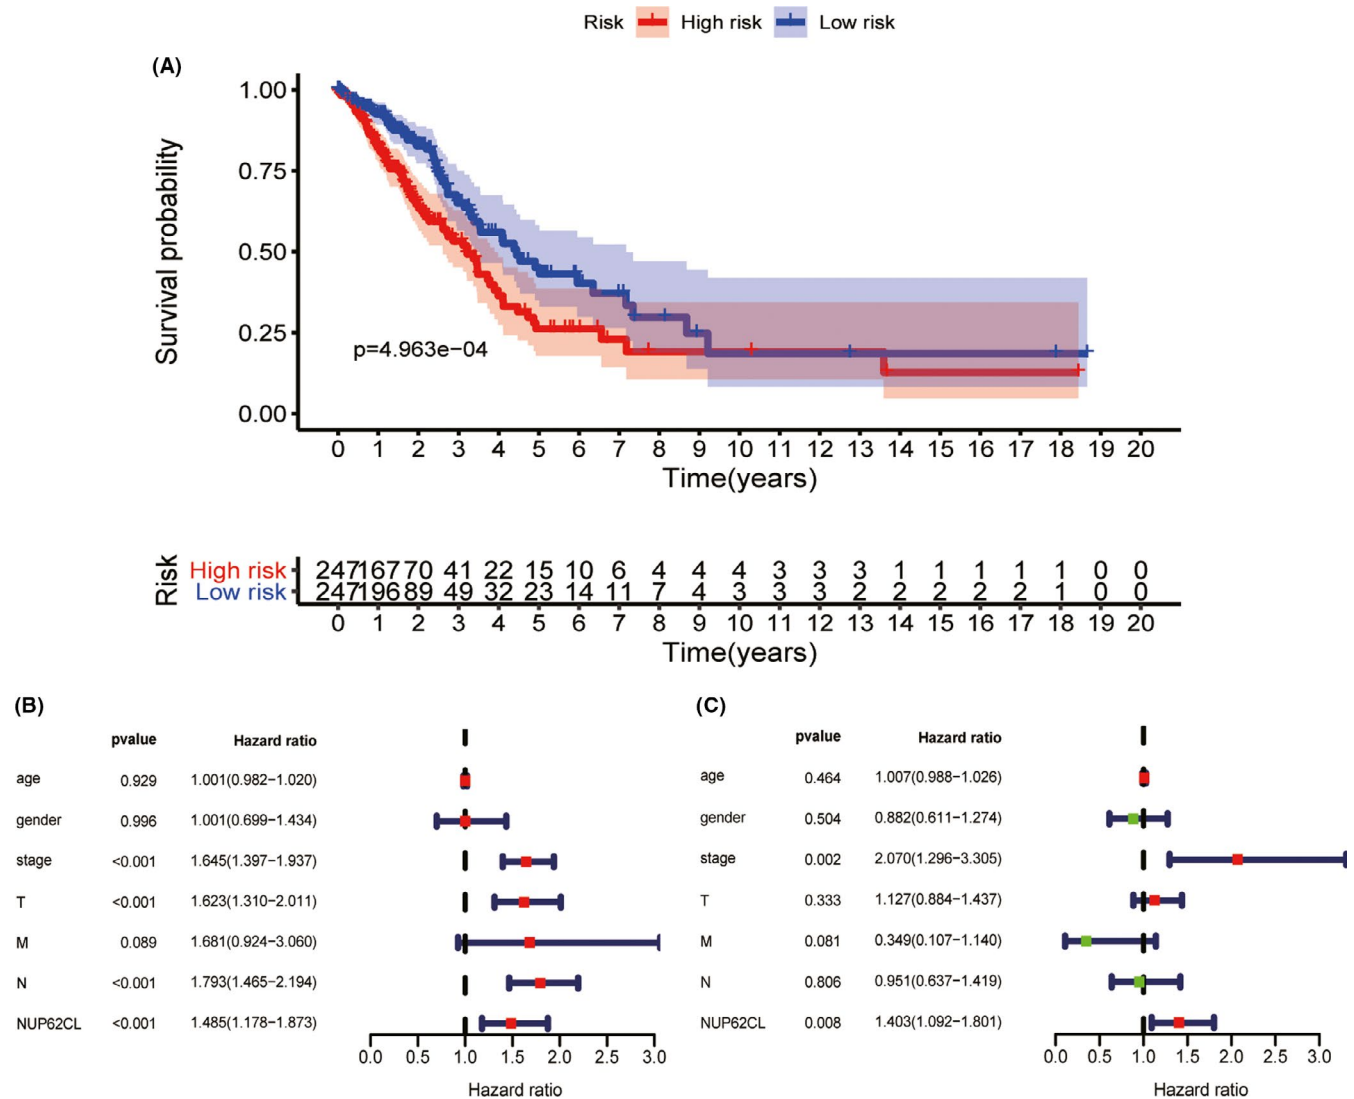 Risk High risk Low risk
(A)
Survival probability
1.00
0.75
0.50
0.25
0.00
p=4.963e−04
0 1 2 3 4 5 6 7 8 9 10 11 12 13 14 15 16 17 18 19 20
Time(years)
Risk
High risk 247 167 70 41 22 15 10 6 4 4 4 3 3 3 1 1 1 1 1 0 0
Low risk 247 196 89 49 32 23 14 11 7 4 3 3 3 2 2 2 2 2 1 0 0
0 1 2 3 4 5 6 7 8 9 10 11 12 13 14 15 16 17 18 19 20
Time(years)
(B)
pvalue Hazard ratio
age 0.929 1.001(0.982−1.020)
gender 0.996 1.001(0.699−1.434)
stage <0.001 1.645(1.397−1.937)
T <0.001 1.623(1.310−2.011)
M 0.089 1.681(0.924−3.060)
N <0.001 1.793(1.465−2.194)
NUP62CL <0.001 1.485(1.178−1.873)
0.0 0.5 1.0 1.5 2.0 2.5 3.0
Hazard ratio
(C)
pvalue Hazard ratio
age 0.464 1.007(0.988−1.026)
gender 0.504 0.882(0.611−1.274)
stage 0.002 2.070(1.296−3.305)
T 0.333 1.127(0.884−1.437)
M 0.081 0.349(0.107−1.140)
N 0.806 0.951(0.637−1.419)
NUP62CL 0.008 1.403(1.092−1.801)
0.0 0.5 1.0 1.5 2.0 2.5 3.0
Hazard ratio